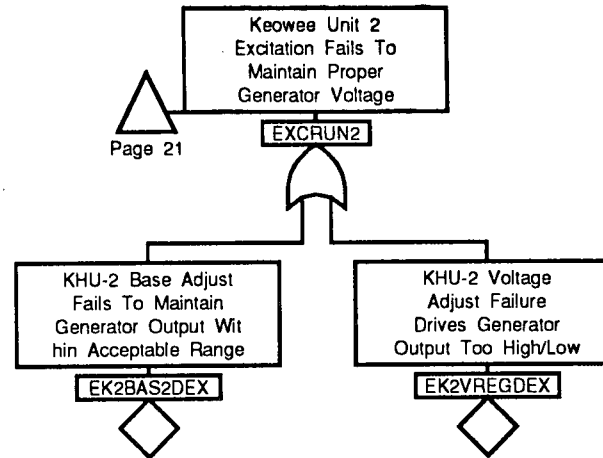 Keowee Unit 2
Excitation Fails To
Maintain Proper
Generator Voltage
Page 21
EXCRUN2
KHU-2 Base Adjust
Fails To Maintain
Generator Output Wit
hin Acceptable Range
EK2BAS2DEX
KHU-2 Voltage
Adjust Failure
Drives Generator
Output Too High/Low
EK2VREGDEX